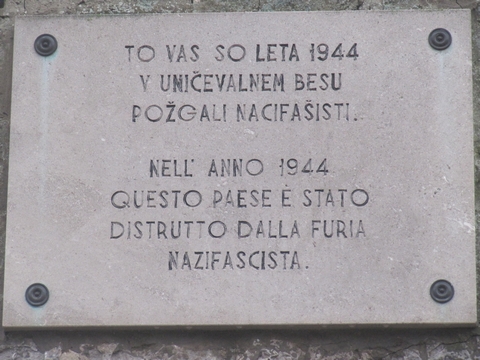 TO VAS SO LETA 1944
V UNIČEVALNEM BESU
POŽGALI NACIFAŠISTI.
NELL' ANNO 1944
QUESTO PAESE È STATO
DISTRUTTO DALLA FURIA
NAZIFASCISTA.